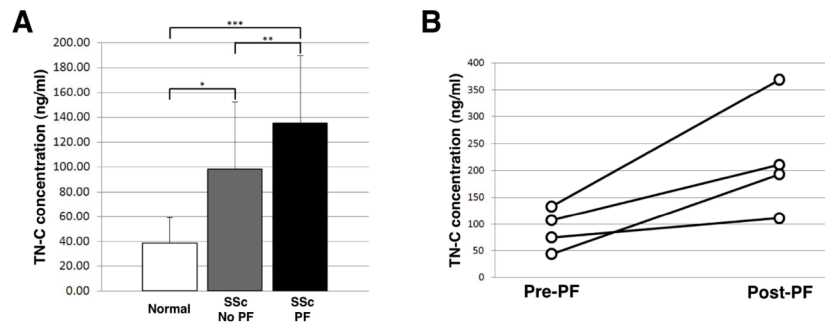 A
***
**
*
TN-C concentration (ng/ml)
200.00
180.00
160.00
140.00
120.00
100.00
80.00
60.00
40.00
20.00
0.00
Normal
SSc
No PF
SSc
PF
B
TN-C concentration (ng/ml)
400
350
300
250
200
150
100
50
0
Pre-PF
Post-PF